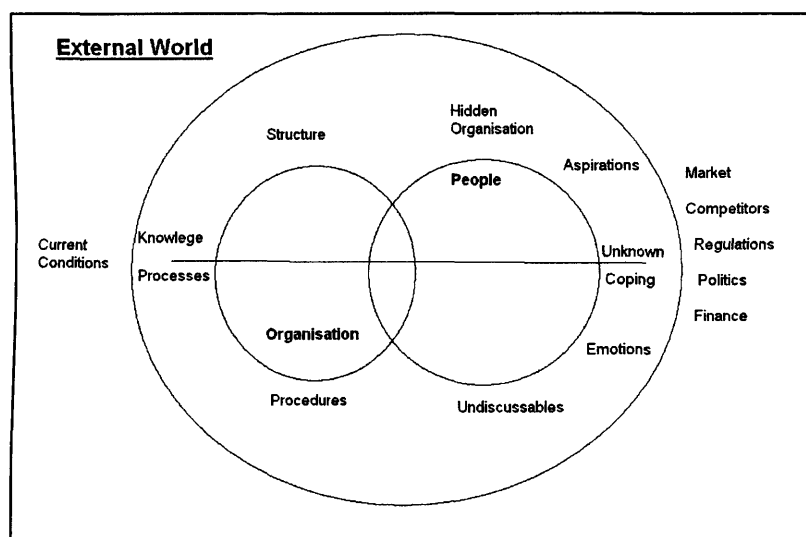 External World
Hidden
Organisation
Structure
Aspirations
People
Market
Competitors
Knowlege
Current
Conditions
Regulations
Unknown
Processes
Coping
Politics
Finance
Organisation
Emotions
Procedures
Undiscussables